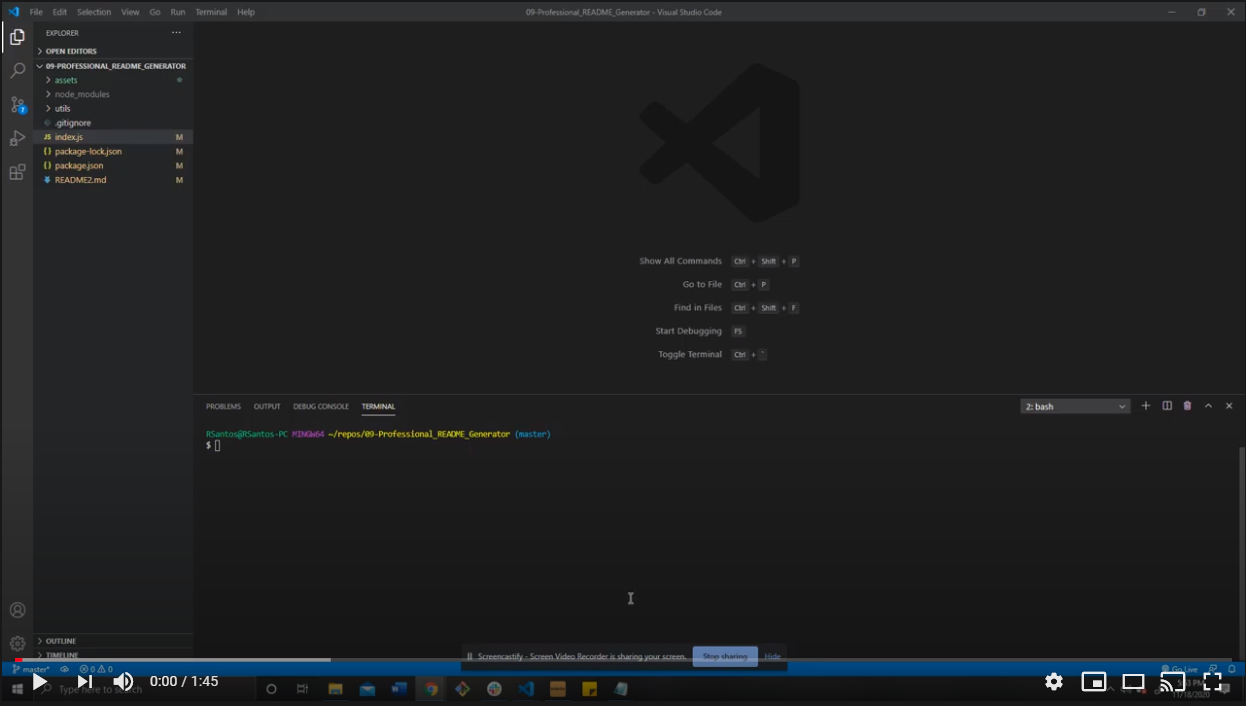 File Edit Selection View Go Run Terminal Help
09-Professional_README_Generator - Visual Studio Code
EXPLORER
OPEN EDITORS
09-PROFESSIONAL_README_GENERATOR
assets
node_modules
utils
.gitignore
JS index.js M
{} package-lock.json M
{} package.json M
README2.md M
Show All Commands Ctrl + Shift + P
Go to File Ctrl + P
Find in Files Ctrl + Shift + F
Start Debugging F5
Toggle Terminal Ctrl + `
PROBLEMS OUTPUT DEBUG CONSOLE TERMINAL
2: bash
RSantos@RSantos-PC MINGW64 ~/repos/09-Professional_README_Generator (master)
$
OUTLINE
TIMELINE
Screencastify - Screen Video Recorder is sharing your screen. Stop sharing Hide
master* 0 0 Go Live
Type here to search
0:00 / 1:45
11/18/2020